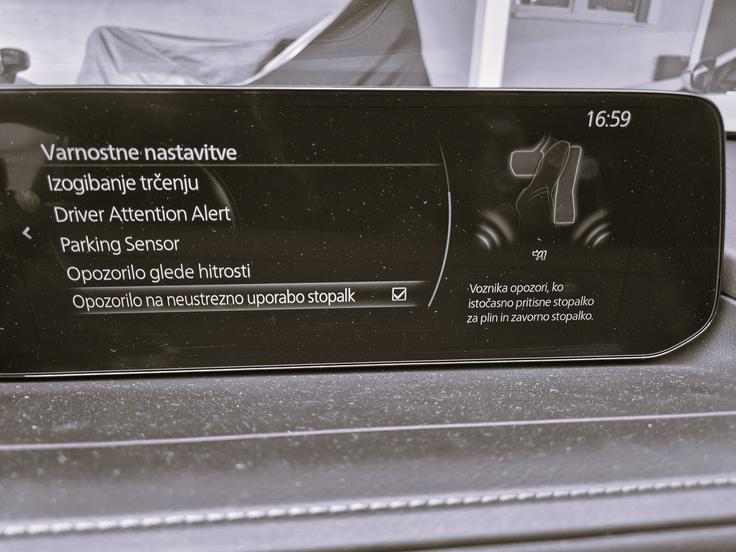 16:59
Varnostne nastavitve
Izogibanje trčenju
Driver Attention Alert
Parking Sensor
Opozorilo glede hitrosti
Opozorilo na neustrezno uporabo stopalk
Voznika opozori, ko
istočasno pritisne stopalko
za plin in zavorno stopalko.